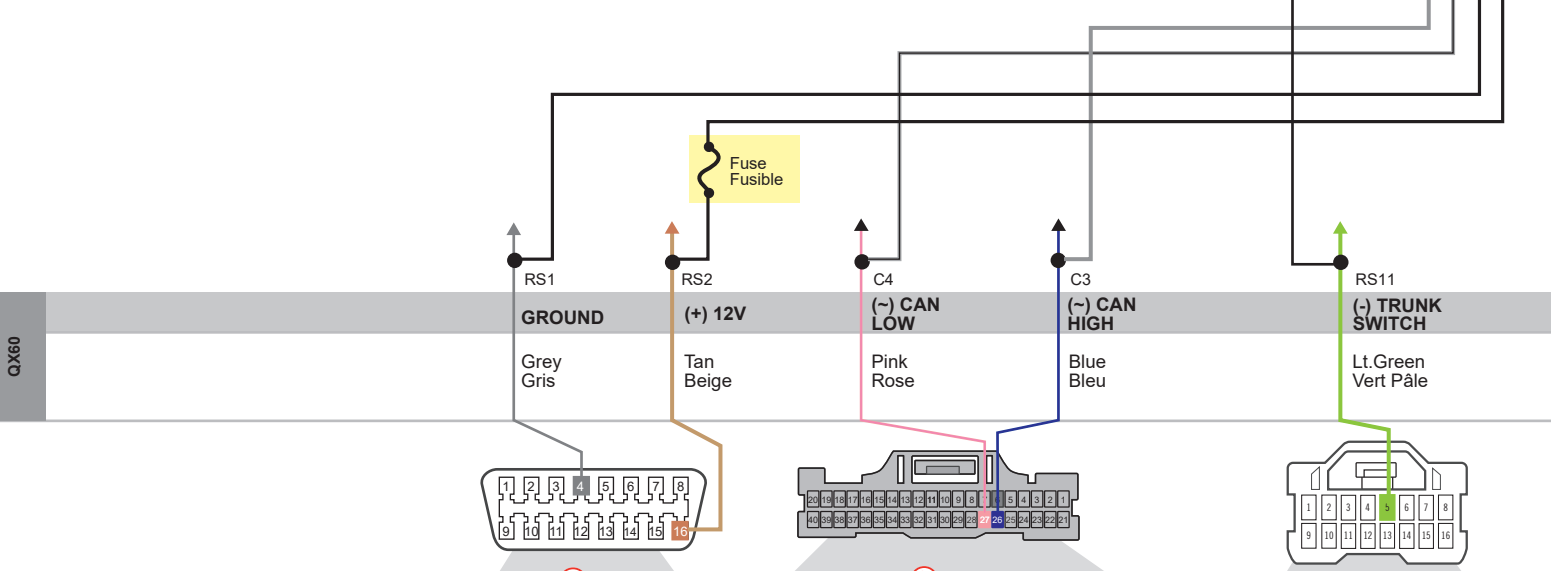 Fuse
Fusible
RS1
RS2
C4
C3
RS11
GROUND
(+) 12V
(~) CAN
LOW
(~) CAN
HIGH
(-) TRUNK
SWITCH
QX60
Grey
Gris
Tan
Beige
Pink
Rose
Blue
Bleu
Lt.Green
Vert Pâle
1 2 3 4 5 6 7 8
9 10 11 12 13 14 15 16
20 19 18 17 16 15 14 13 12 11 10 9 8 6 5 4 3 2 1
40 39 38 37 36 35 34 33 32 31 30 29 28 27 26 25 24 23 22 21
1 2 3 4 5 6 7 8
9 10 11 12 13 14 15 16